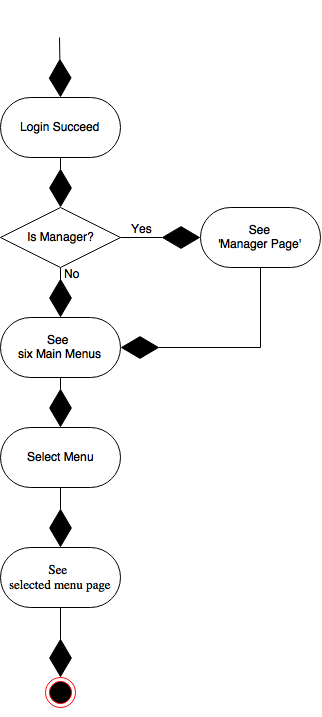 Login Succeed
Is Manager?
Yes
See
'Manager Page'
No
See
six Main Menus
Select Menu
See
selected menu page